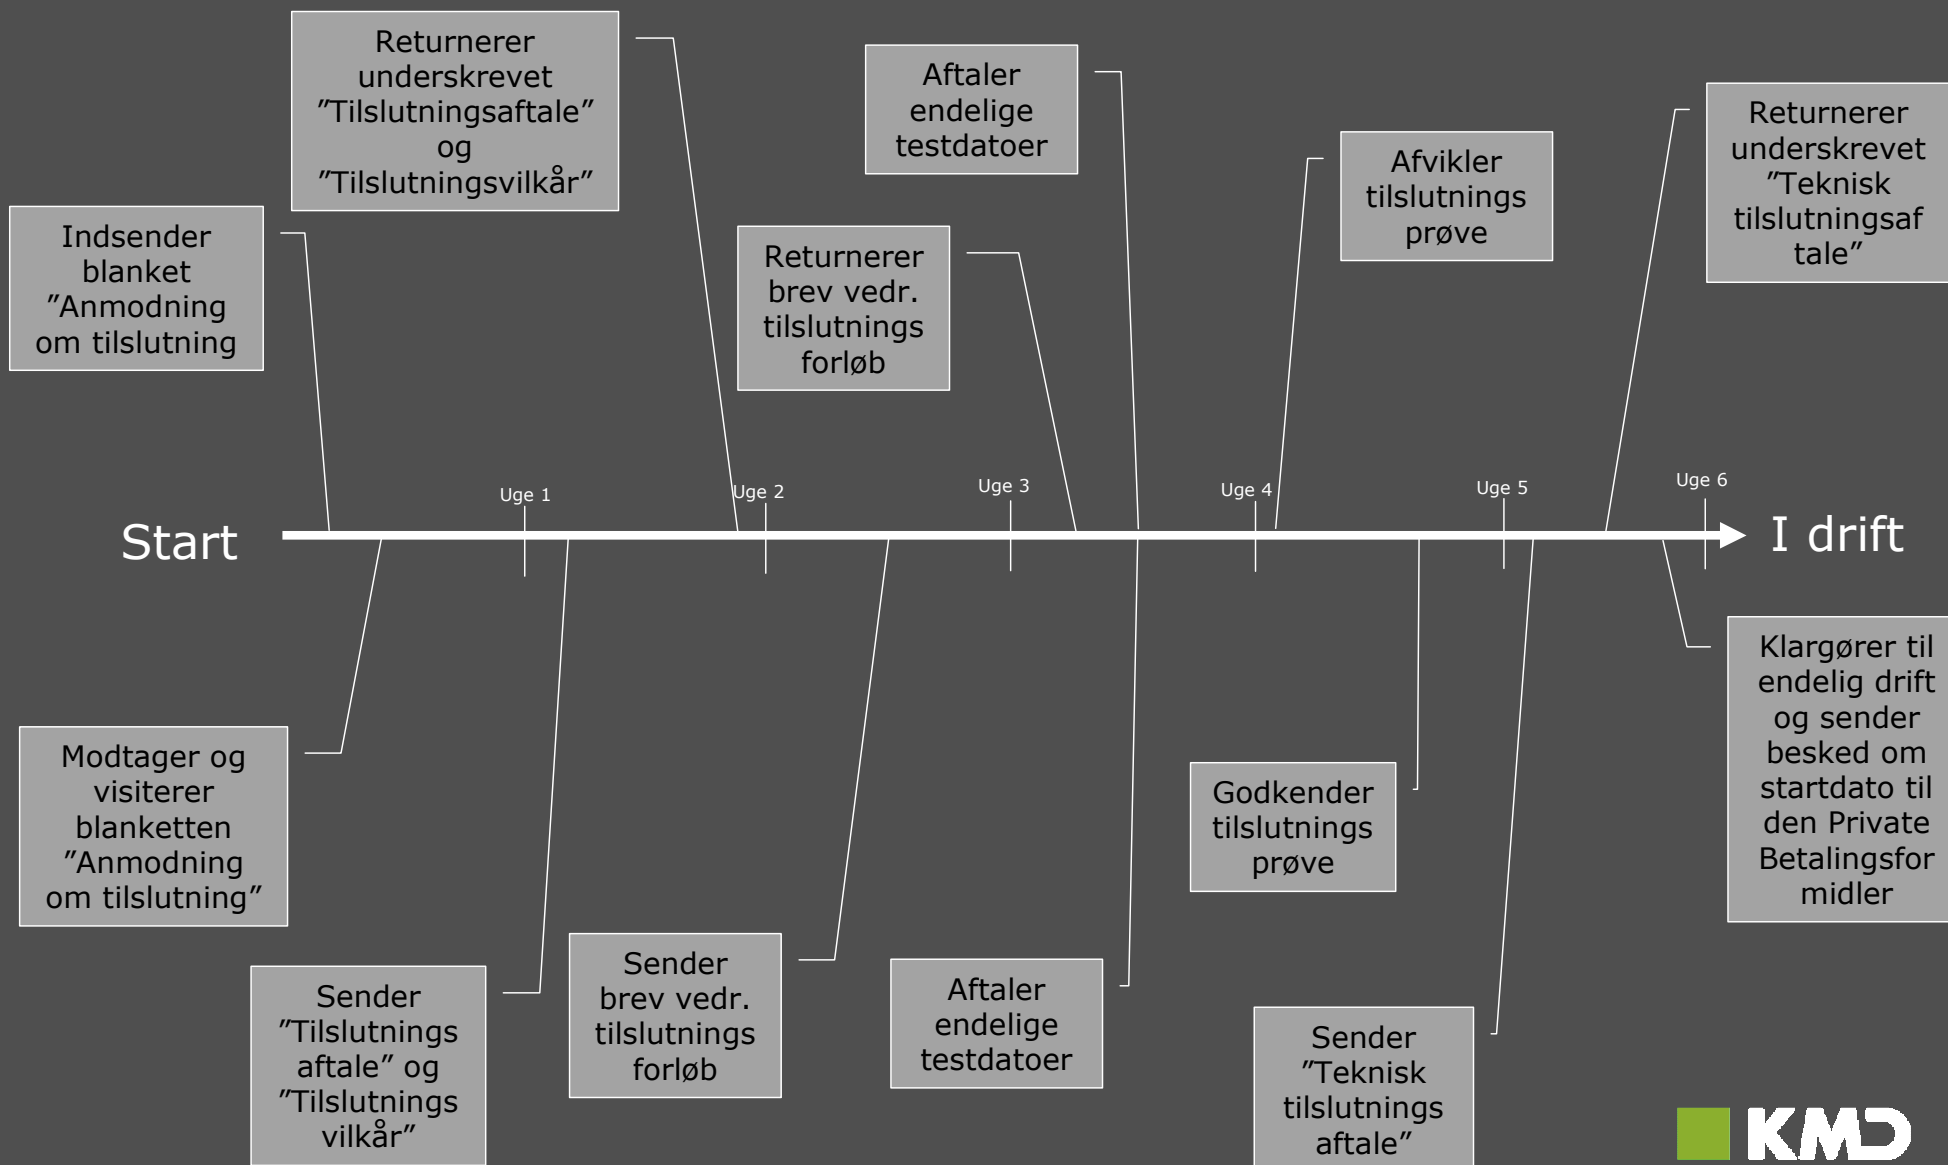 Returnerer
underskrevet
”Tilslutningsaftale”
og
”Tilslutningsvilkår”
Aftaler
endelige
testdatoer
Returnerer
underskrevet
”Teknisk
tilslutningsaf
tale”
Afvikler
tilslutnings
prøve
Indsender
blanket
”Anmodning
om tilslutning
Returnerer
brev vedr.
tilslutnings
forløb
Uge 1
Uge 2
Uge 3
Uge 4
Uge 5
Uge 6
Start
I drift
Modtager og
visiterer
blanketten
”Anmodning
om tilslutning”
Sender
”Tilslutnings
aftale” og
”Tilslutnings
vilkår”
Sender
brev vedr.
tilslutnings
forløb
Aftaler
endelige
testdatoer
Godkender
tilslutnings
prøve
Sender
”Teknisk
tilslutnings
aftale”
Klargører til
endelig drift
og sender
besked om
startdato til
den Private
Betalingsfor
midler
KMD